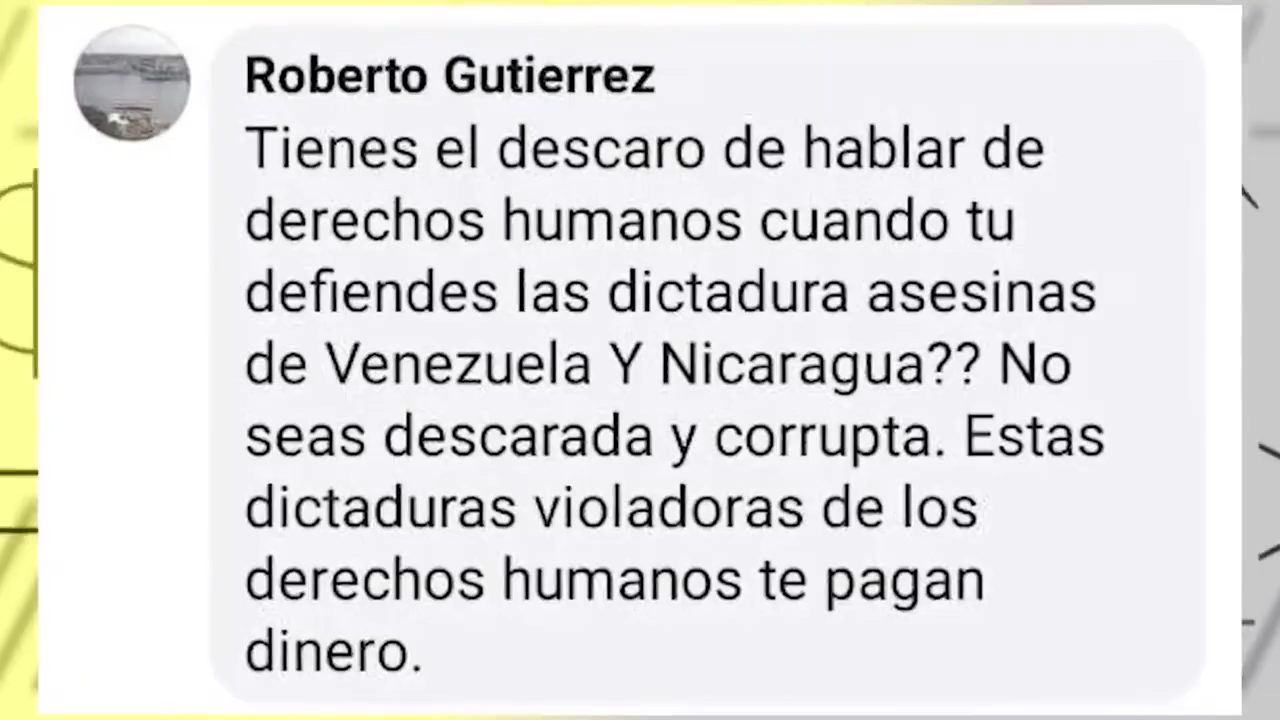 Roberto Gutierrez
Tienes el descaro de hablar de
derechos humanos cuando tu
defiendes las dictadura asesinas
de Venezuela Y Nicaragua?? No
seas descarada y corrupta. Estas
dictaduras violadoras de los
derechos humanos te pagan
dinero.